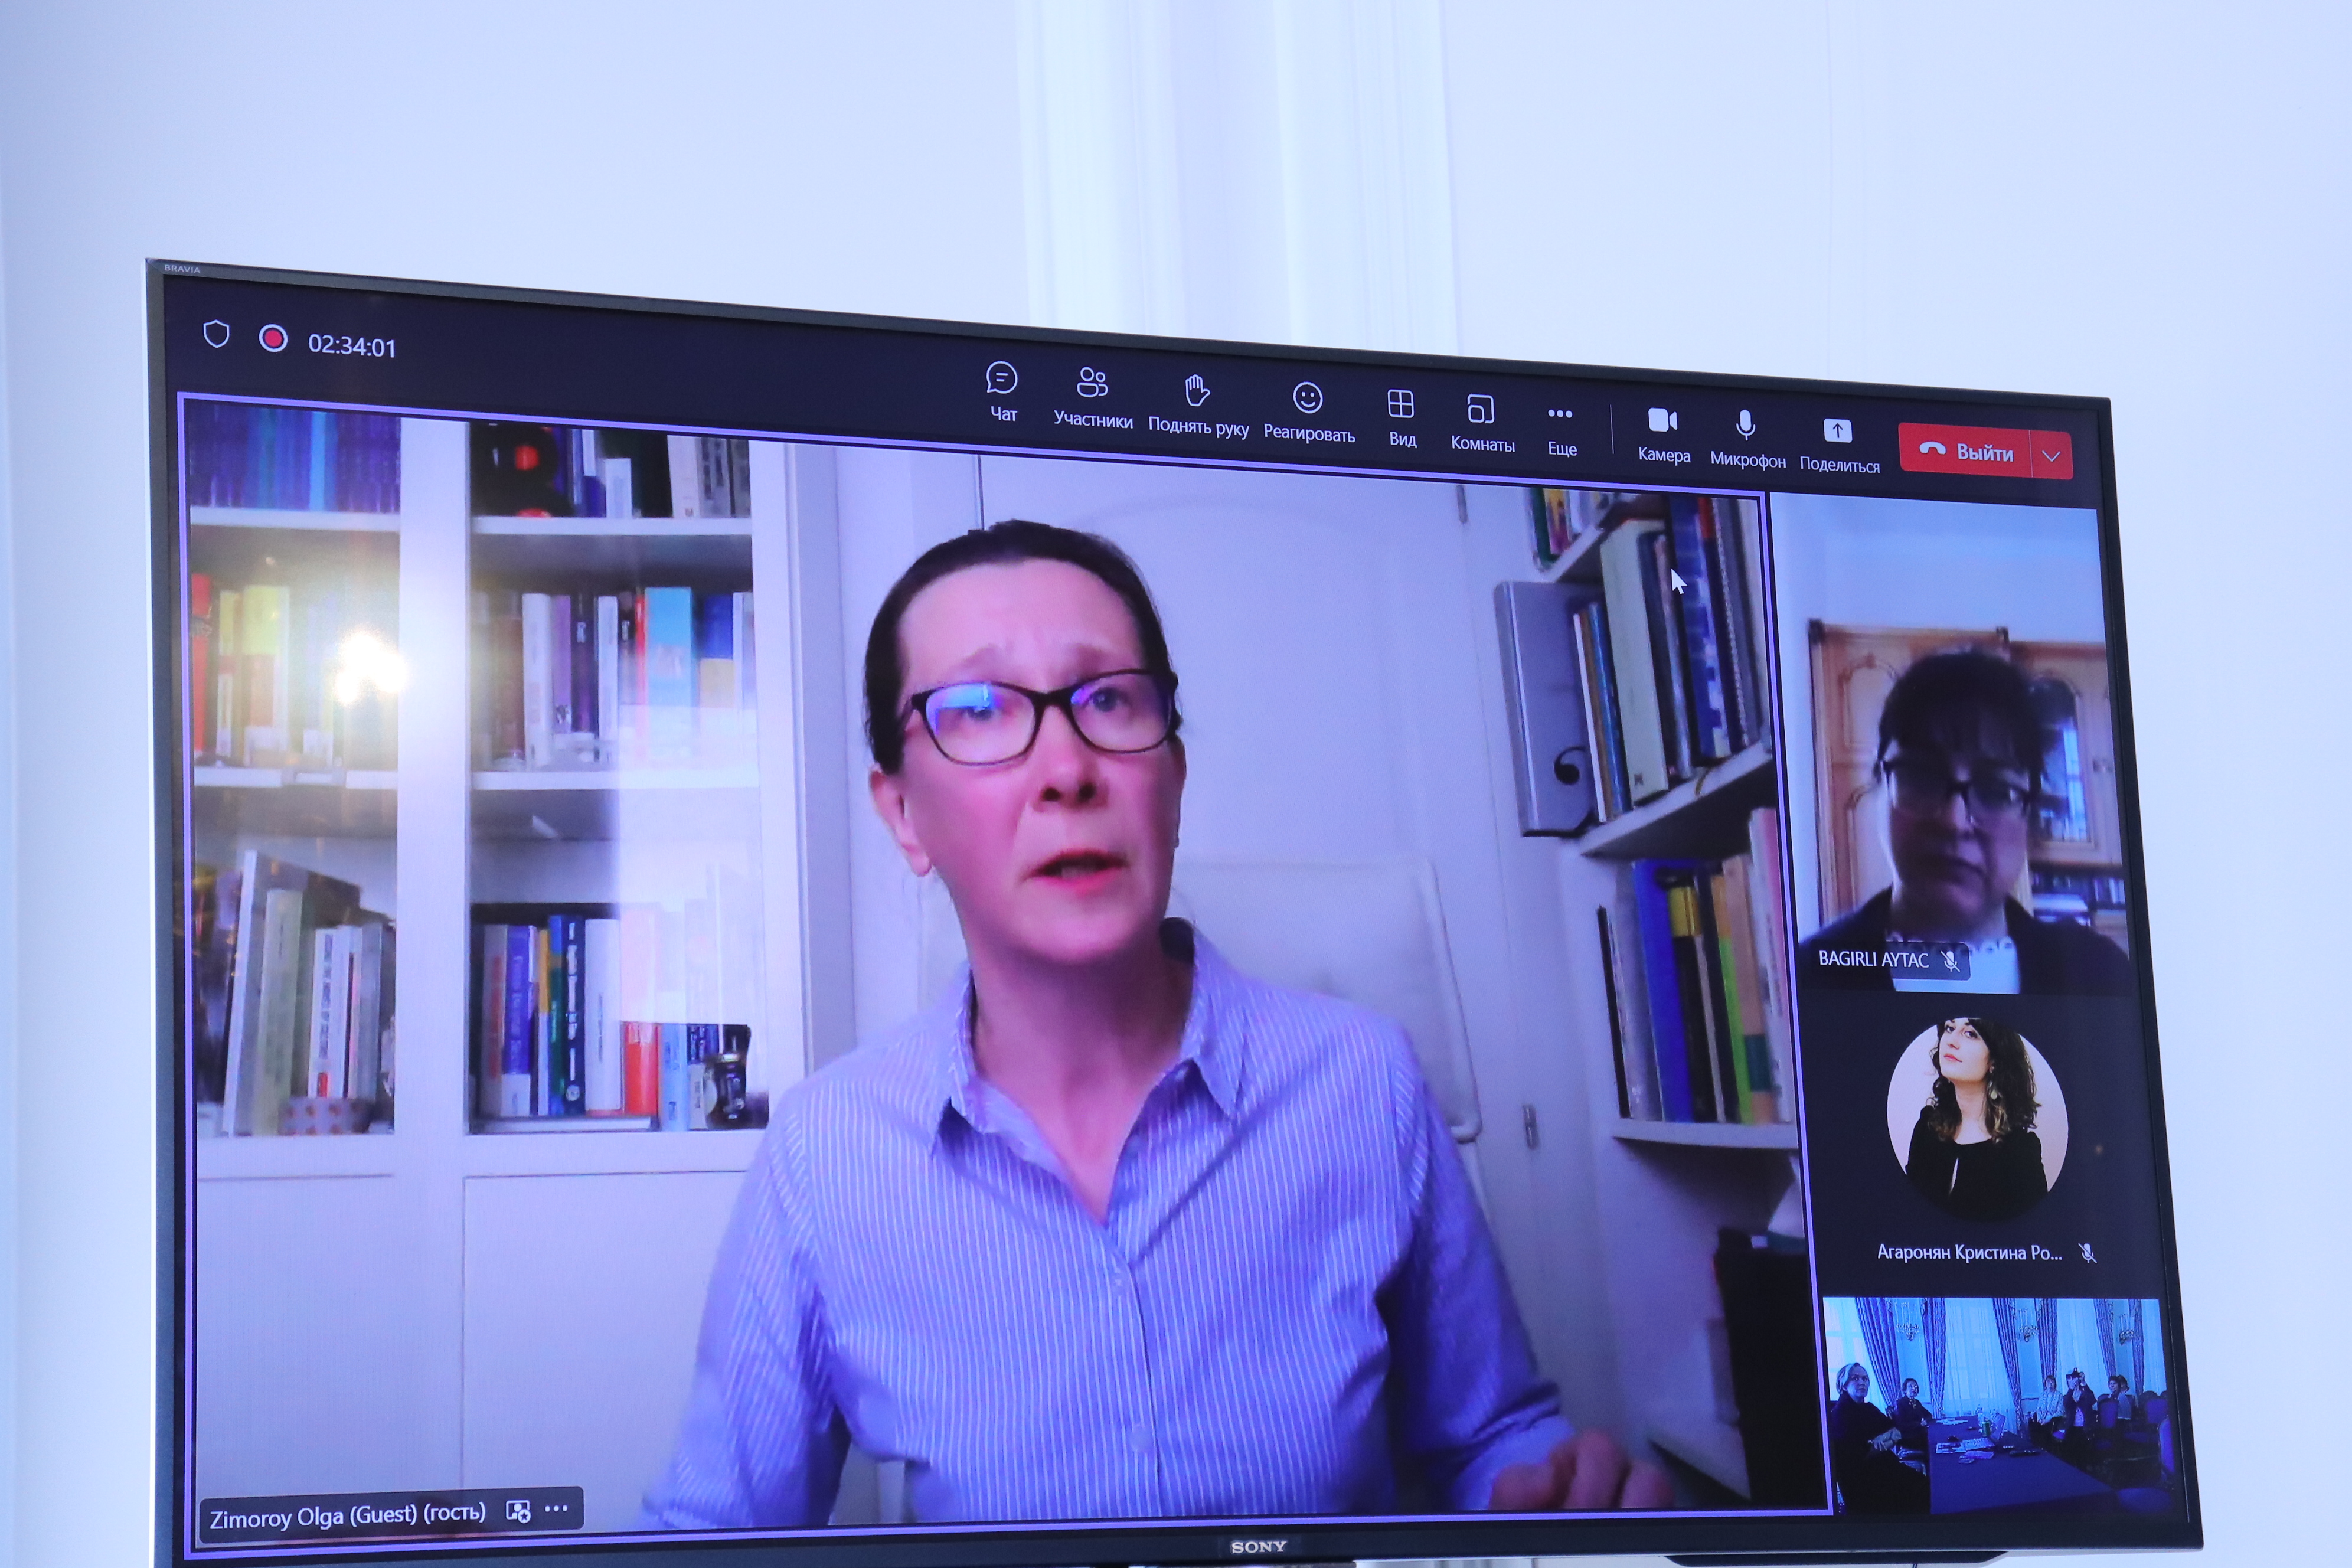 BRAVIA
02:34:01
Чат
Участники
Поднять руку
Реагировать
Вид
Комнаты
Еще
Камера
Микрофон
Поделиться
Выйти
BAGIRLI AYTAC
Агаронян Кристина Ро...
Zimoroy Olga (Guest) (гость)
SONY